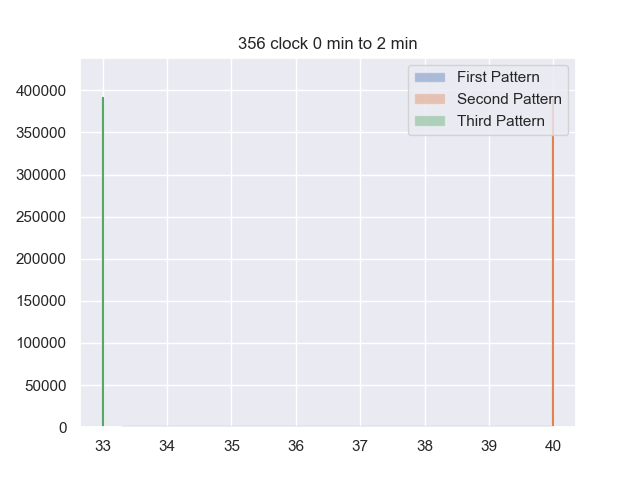 356 clock 0 min to 2 min
First Pattern
Second Pattern
Third Pattern
400000
350000
300000
250000
200000
150000
100000
50000
0
33 34 35 36 37 38 39 40